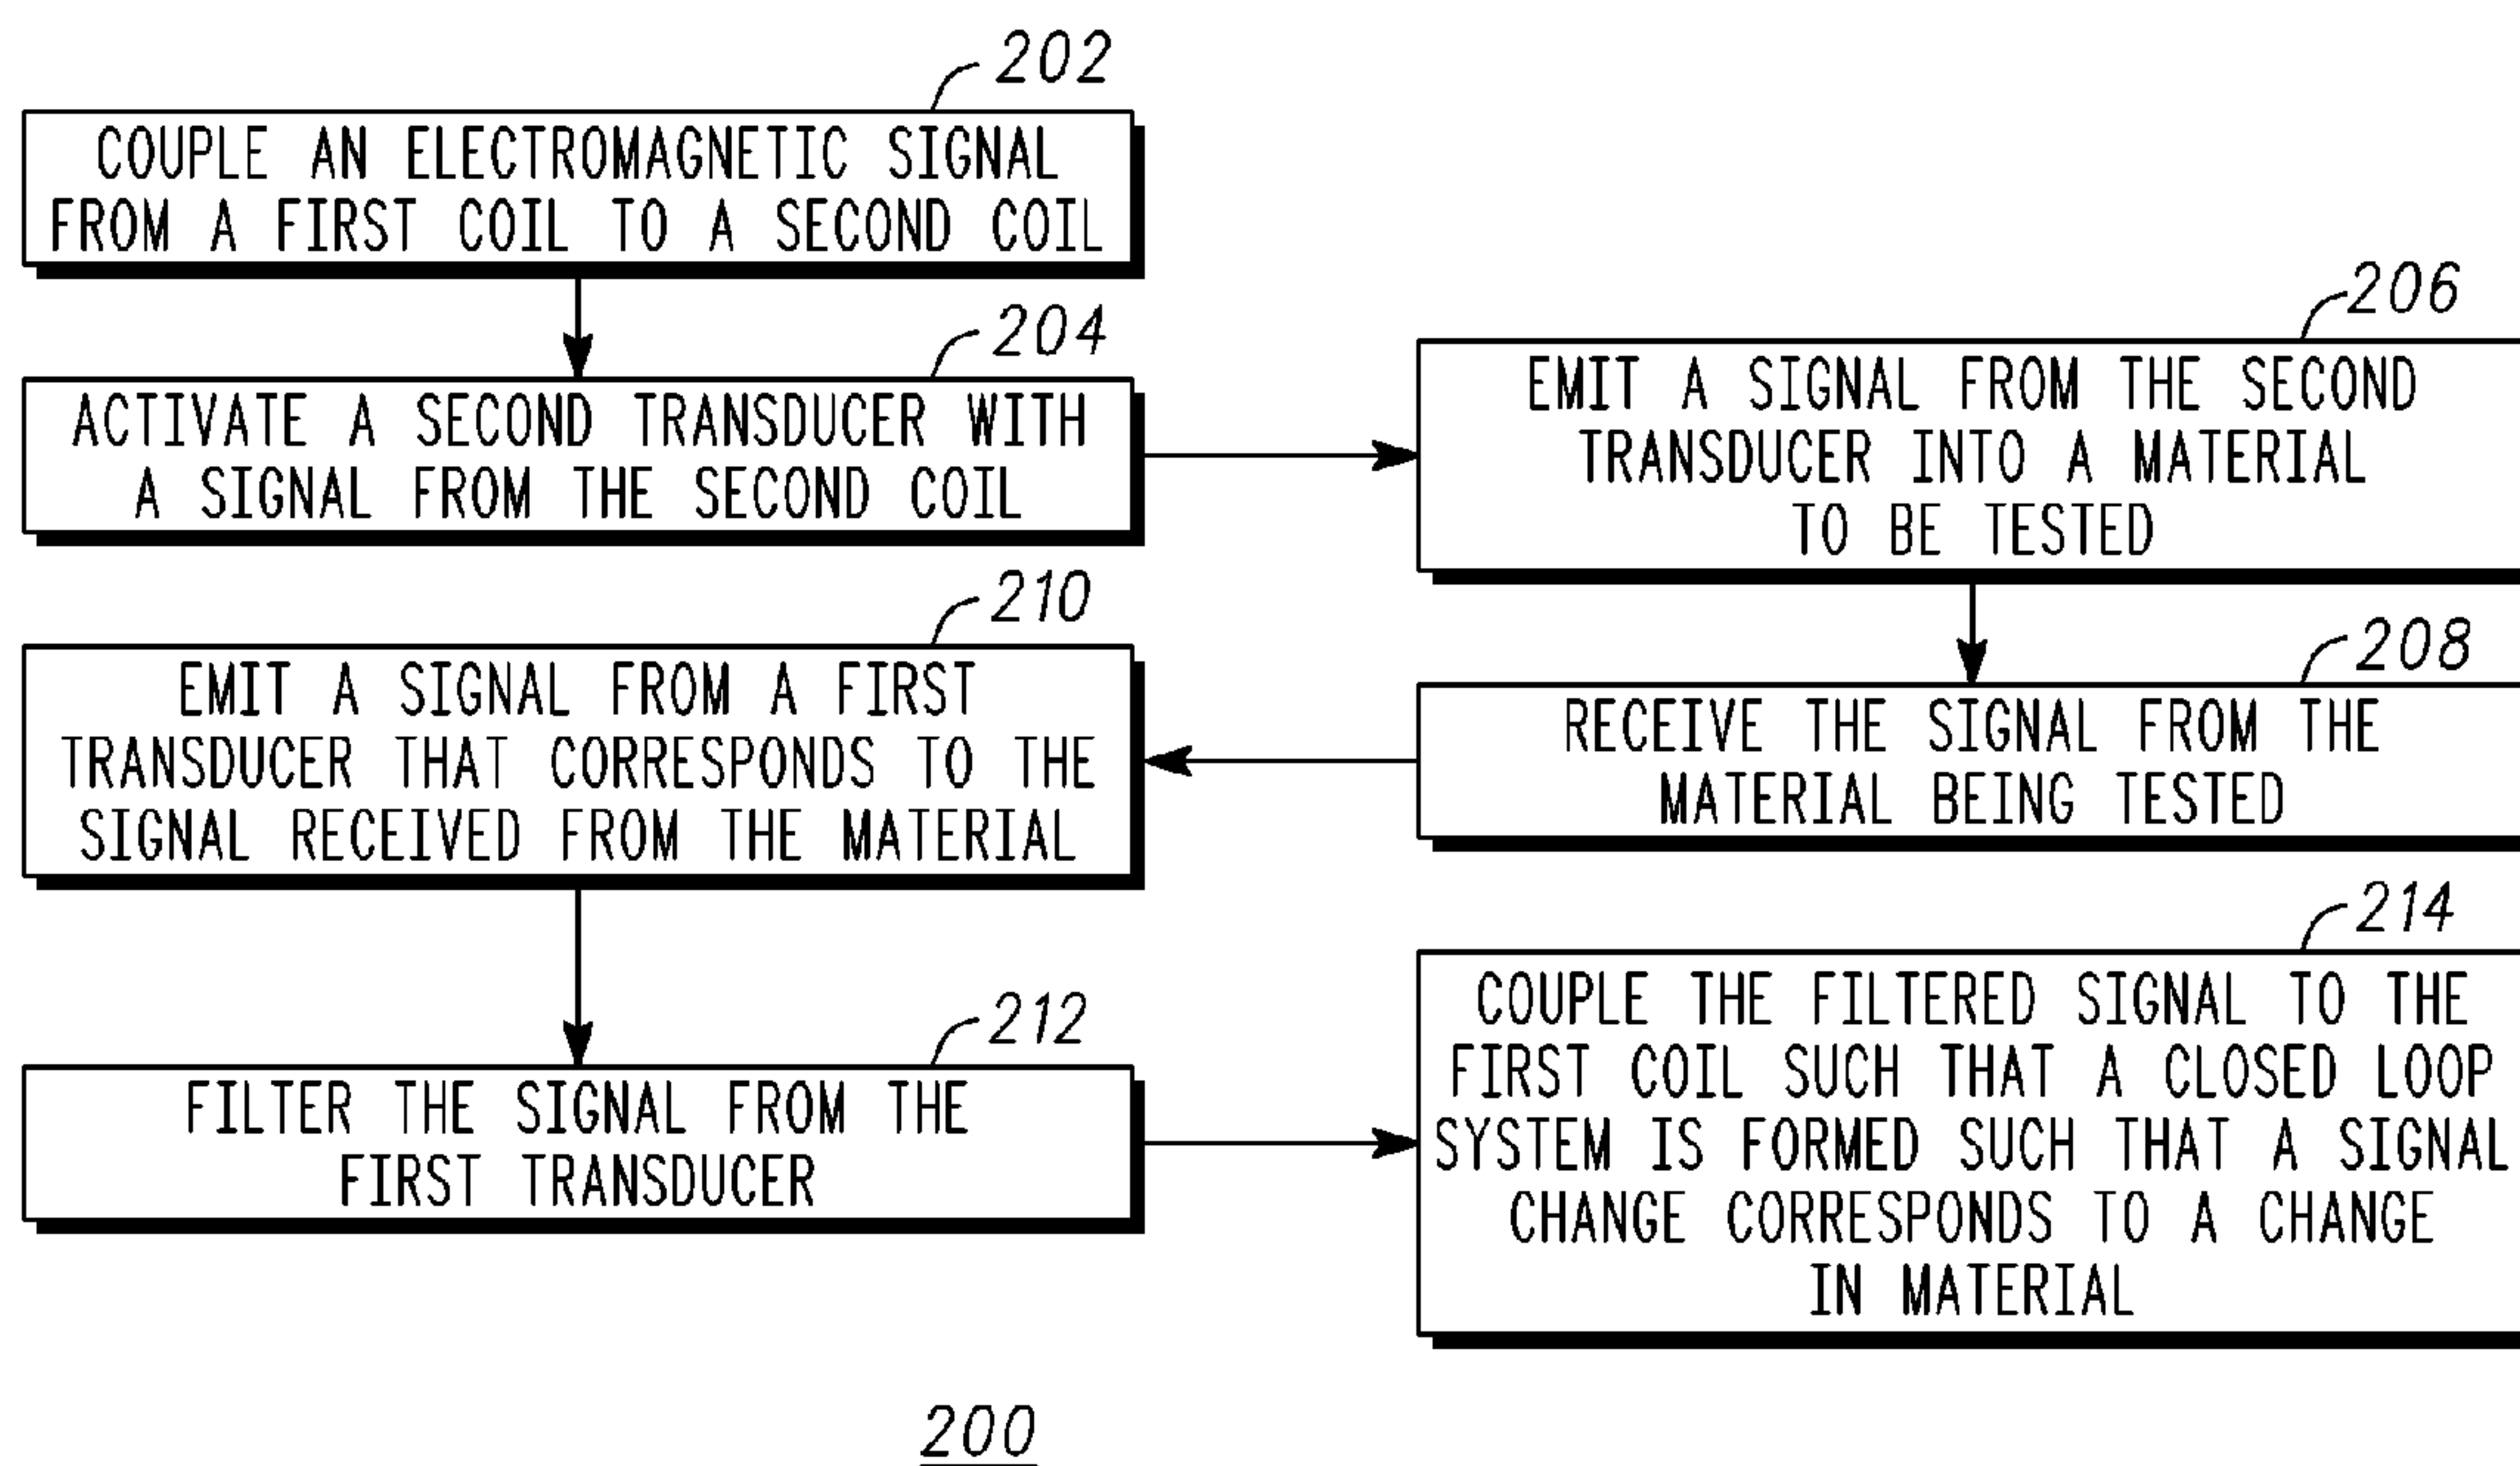 202
COUPLE AN ELECTROMAGNETIC SIGNAL
FROM A FIRST COIL TO A SECOND COIL
204
ACTIVATE A SECOND TRANSDUCER WITH
A SIGNAL FROM THE SECOND COIL
206
EMIT A SIGNAL FROM THE SECOND
TRANSDUCER INTO A MATERIAL
TO BE TESTED
208
RECEIVE THE SIGNAL FROM THE
MATERIAL BEING TESTED
210
EMIT A SIGNAL FROM A FIRST
TRANSDUCER THAT CORRESPONDS TO THE
SIGNAL RECEIVED FROM THE MATERIAL
212
FILTER THE SIGNAL FROM THE
FIRST TRANSDUCER
214
COUPLE THE FILTERED SIGNAL TO THE
FIRST COIL SUCH THAT A CLOSED LOOP
SYSTEM IS FORMED SUCH THAT A SIGNAL
CHANGE CORRESPONDS TO A CHANGE
IN MATERIAL
200